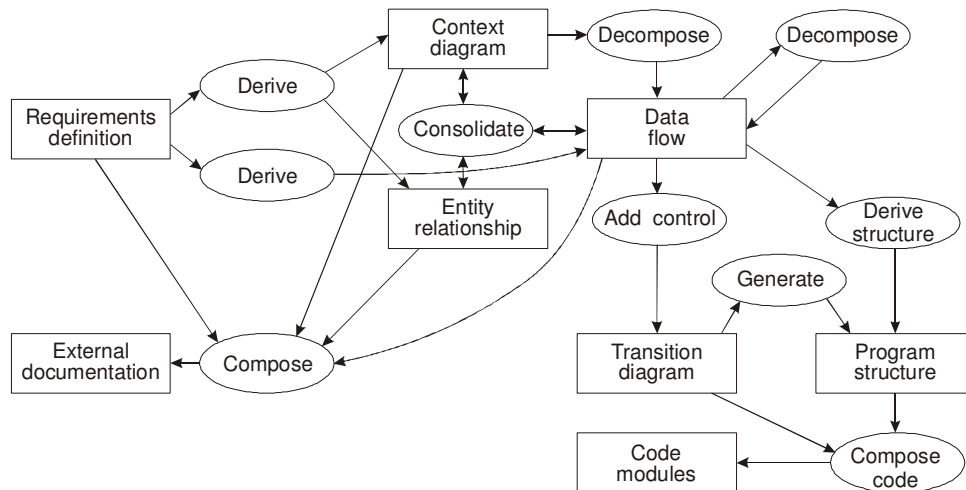 Context
diagram
Decompose
Decompose
Derive
Requirements
definition
Consolidate
Data
flow
Derive
Entity
relationship
Add control
Derive
structure
Generate
External
documentation
Compose
Transition
diagram
Program
structure
Code
modules
Compose
code